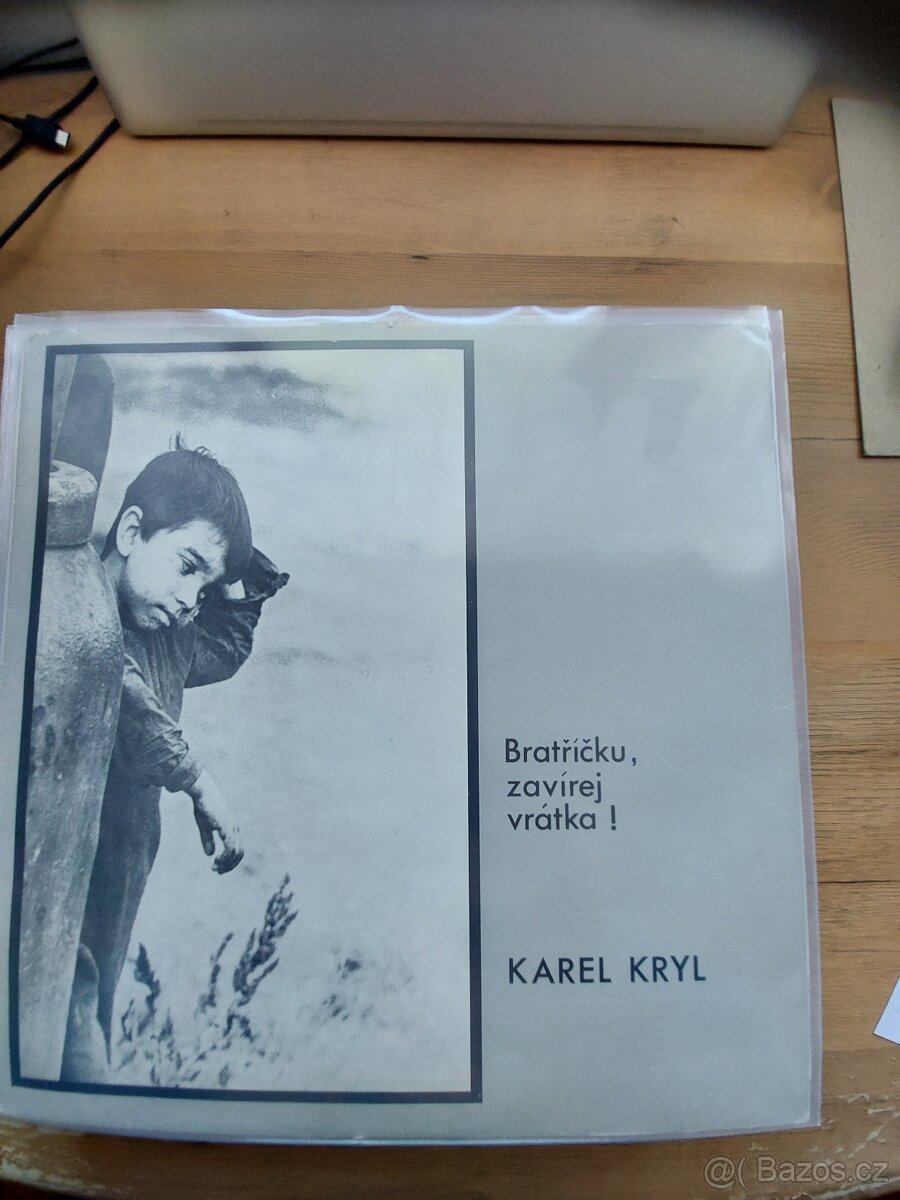 Bratříčku,
zavírej
vrátka !
KAREL KRYL
@( Bazos.cz